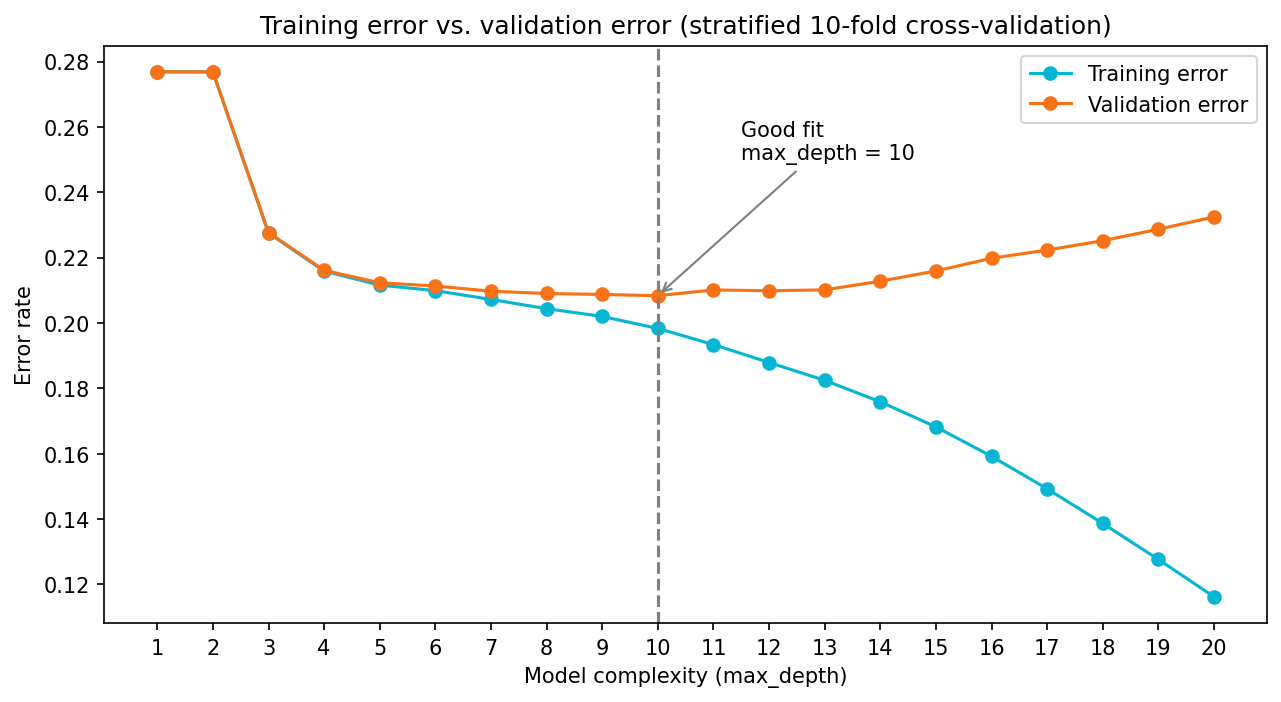 Training error vs. validation error (stratified 10-fold cross-validation)
Training error
Validation error
Good fit
max_depth = 10
Error rate
0.28
0.26
0.24
0.22
0.20
0.18
0.16
0.14
0.12
1 2 3 4 5 6 7 8 9 10 11 12 13 14 15 16 17 18 19 20
Model complexity (max_depth)